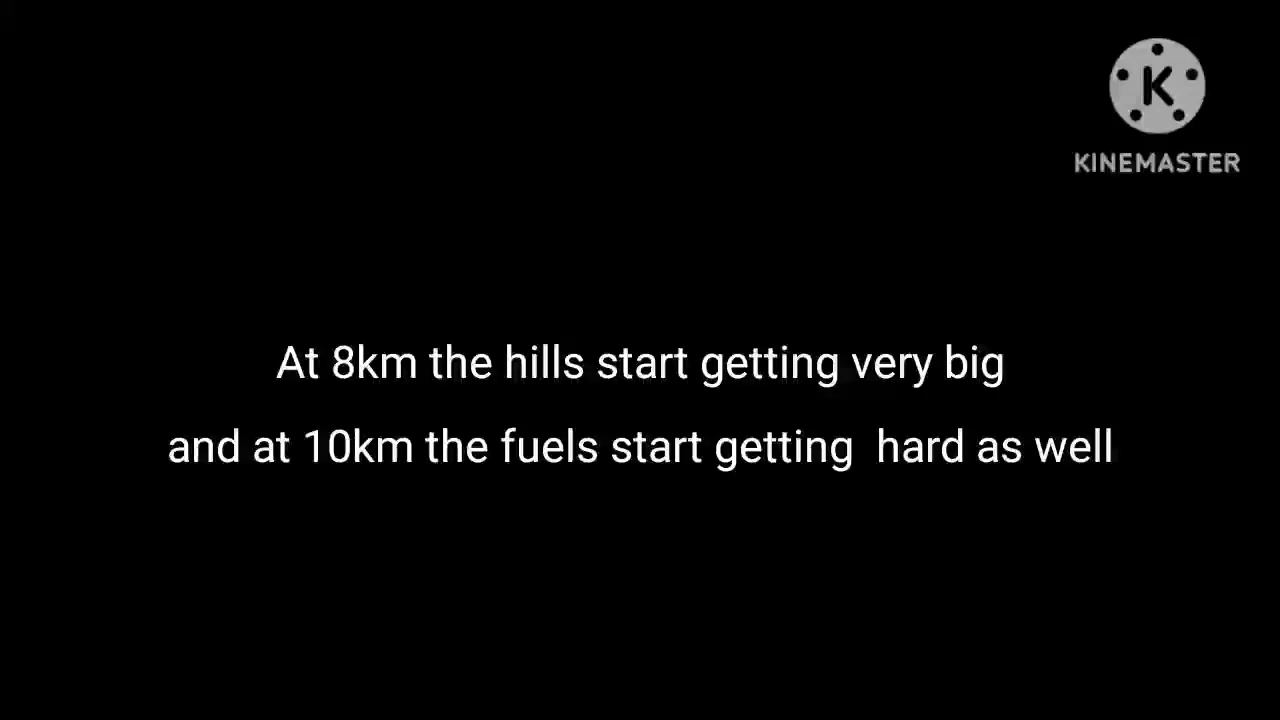 K
KINEMASTER
At 8km the hills start getting very big
and at 10km the fuels start getting  hard as well